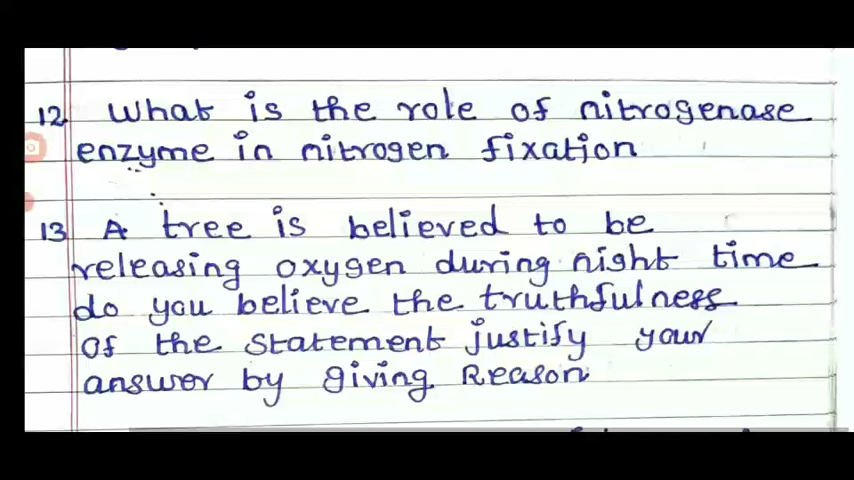 12 What is the role of nitrogenase
enzyme in nitrogen fixation
13 A tree is believed to be
releasing oxygen during night time
do you believe the truthfulness
of the statement justify your
answer by giving Reason